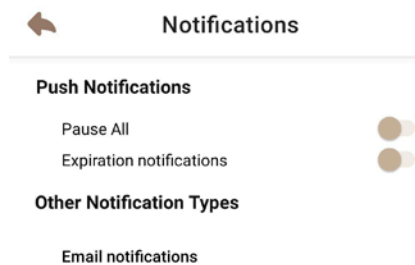 Notifications
Push Notifications
Pause All
Expiration notifications
Other Notification Types
Email notifications